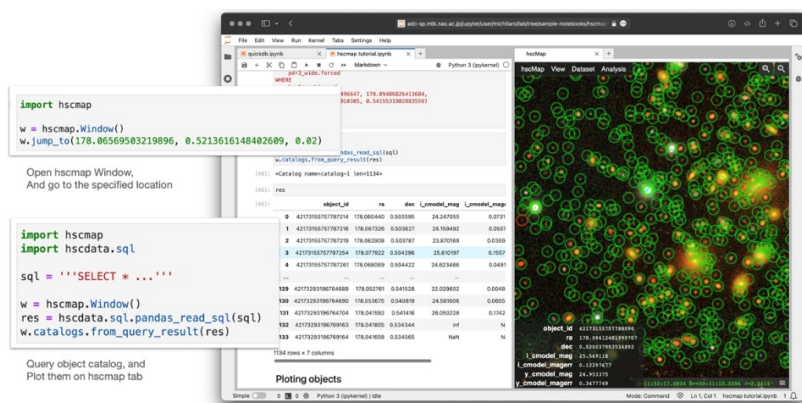 import hscmap
w = hscmap.Window()
w.jump_to(178.06569503219896, 0.5213616148402609, 0.02)
Open hscmap Window,
And go to the specified location
import hscmap
import hscdata.sql
sql = '''SELECT * ...'''
w = hscmap.Window()
res = hscdata.sql.pandas_read_sql(sql)
w.catalogs.from_query_result(res)
Query object catalog, and
Plot them on hscmap tab
File Edit View Run Kernel Tabs Settings Help
quickdb.ipynb
hscmap tutorial.ipynb
Markdown
Python 3 (ipykernel)
pdr3_wide.forced
WHERE
pandas_read_sql(sql)
w.catalogs.from_query_result(res)
<Catalog name=catalog-1 len=1134>
res
object_id ra dec i_cmodel_mag
0 42173155757787214 178.060440 0.503595 24.247055
1 42173155757787216 178.067326 0.503627 24.159492
2 42173155757787219 178.062908 0.503787 23.870169
3 42173155757787254 178.077922 0.504296 25.610197
4 42173155757787261 178.068069 0.504422 24.623486
... ... ... ... ...
1134 rows × 7 columns
Ploting objects
Simple
Python 3 (ipykernel) | Idle
hscMap
hscMap View Dataset Analysis
object_id
ra
dec
i_cmodel_mag
i_cmodel_magerr
y_cmodel_mag
y_cmodel_magerr
Mode: Command
Ln 1, Col 1
hscmap tutorial.ipynb